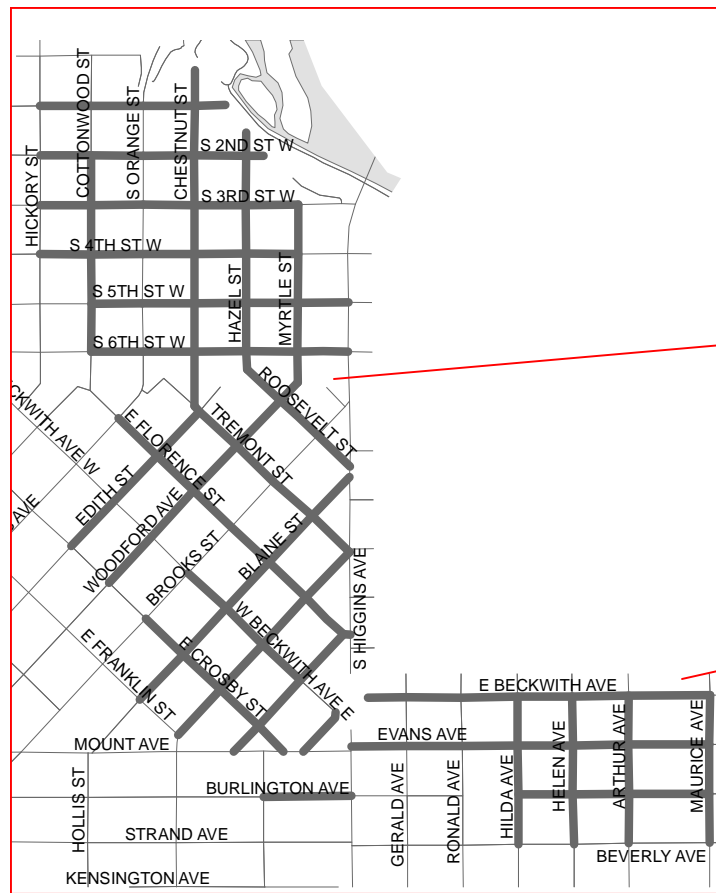 COTTONWOOD ST
S ORANGE ST
CHESTNUT ST
HICKORY ST
S 2ND ST W
S 3RD ST W
S 4TH ST W
HAZEL ST
MYRTLE ST
S 5TH ST W
S 6TH ST W
ROOSEVELT ST
CKWITH AVE W
E FLORENCE ST
TREMONT ST
EDITH ST
AVE
WOODFORD AVE
BROOKS ST
BLAINE ST
S HIGGINS AVE
W BECKWITH AVE E
E FRANKLIN ST
E CROSBY ST
E BECKWITH AVE
MOUNT AVE
EVANS AVE
HELEN AVE
ARTHUR AVE
MAURICE AVE
HOLLIS ST
BURLINGTON AVE
GERALD AVE
RONALD AVE
HILDA AVE
STRAND AVE
BEVERLY AVE
KENSINGTON AVE